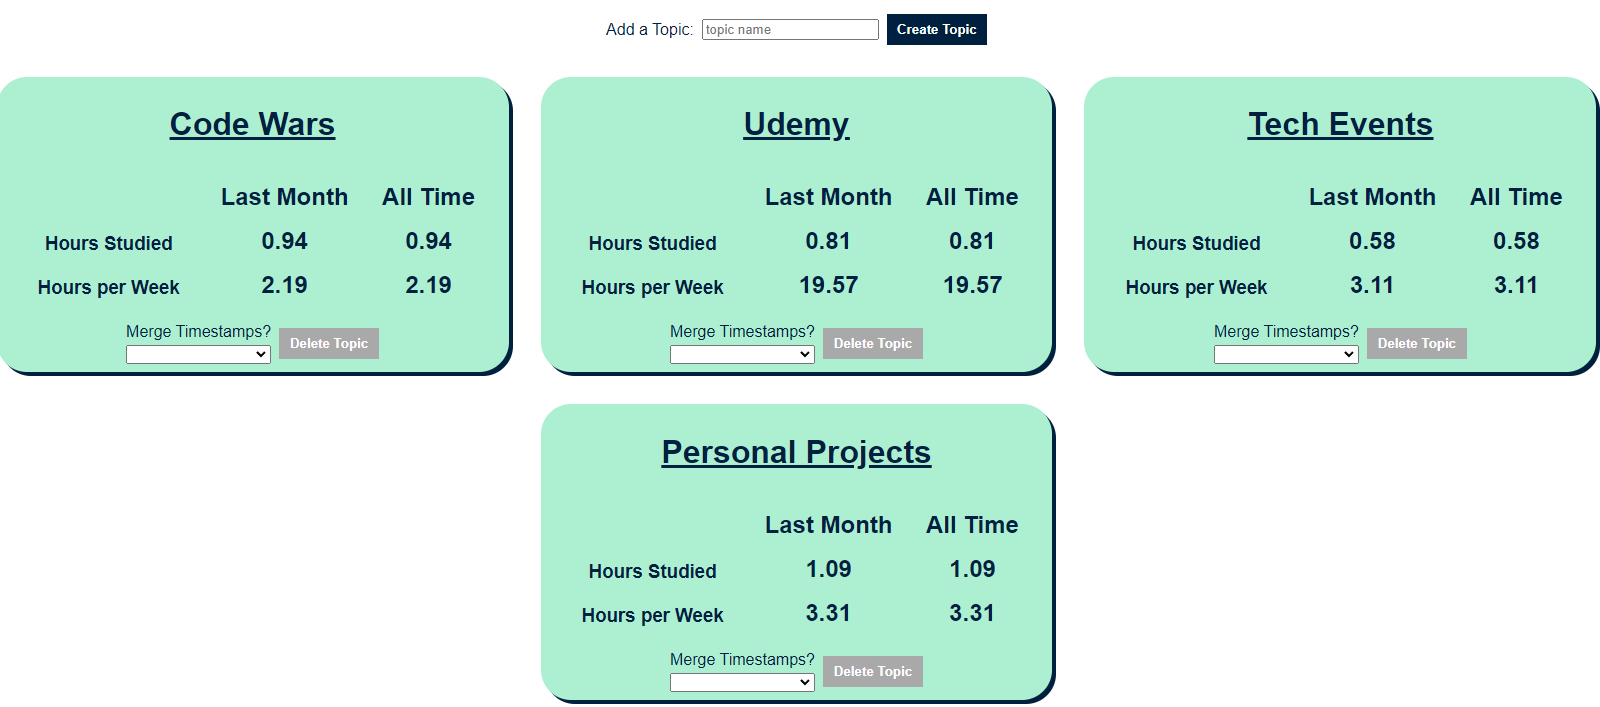 Add a Topic: topic name Create Topic
Code Wars
Last Month All Time
Hours Studied 0.94 0.94
Hours per Week 2.19 2.19
Merge Timestamps?
Delete Topic
Udemy
Last Month All Time
Hours Studied 0.81 0.81
Hours per Week 19.57 19.57
Merge Timestamps?
Delete Topic
Tech Events
Last Month All Time
Hours Studied 0.58 0.58
Hours per Week 3.11 3.11
Merge Timestamps?
Delete Topic
Personal Projects
Last Month All Time
Hours Studied 1.09 1.09
Hours per Week 3.31 3.31
Merge Timestamps?
Delete Topic